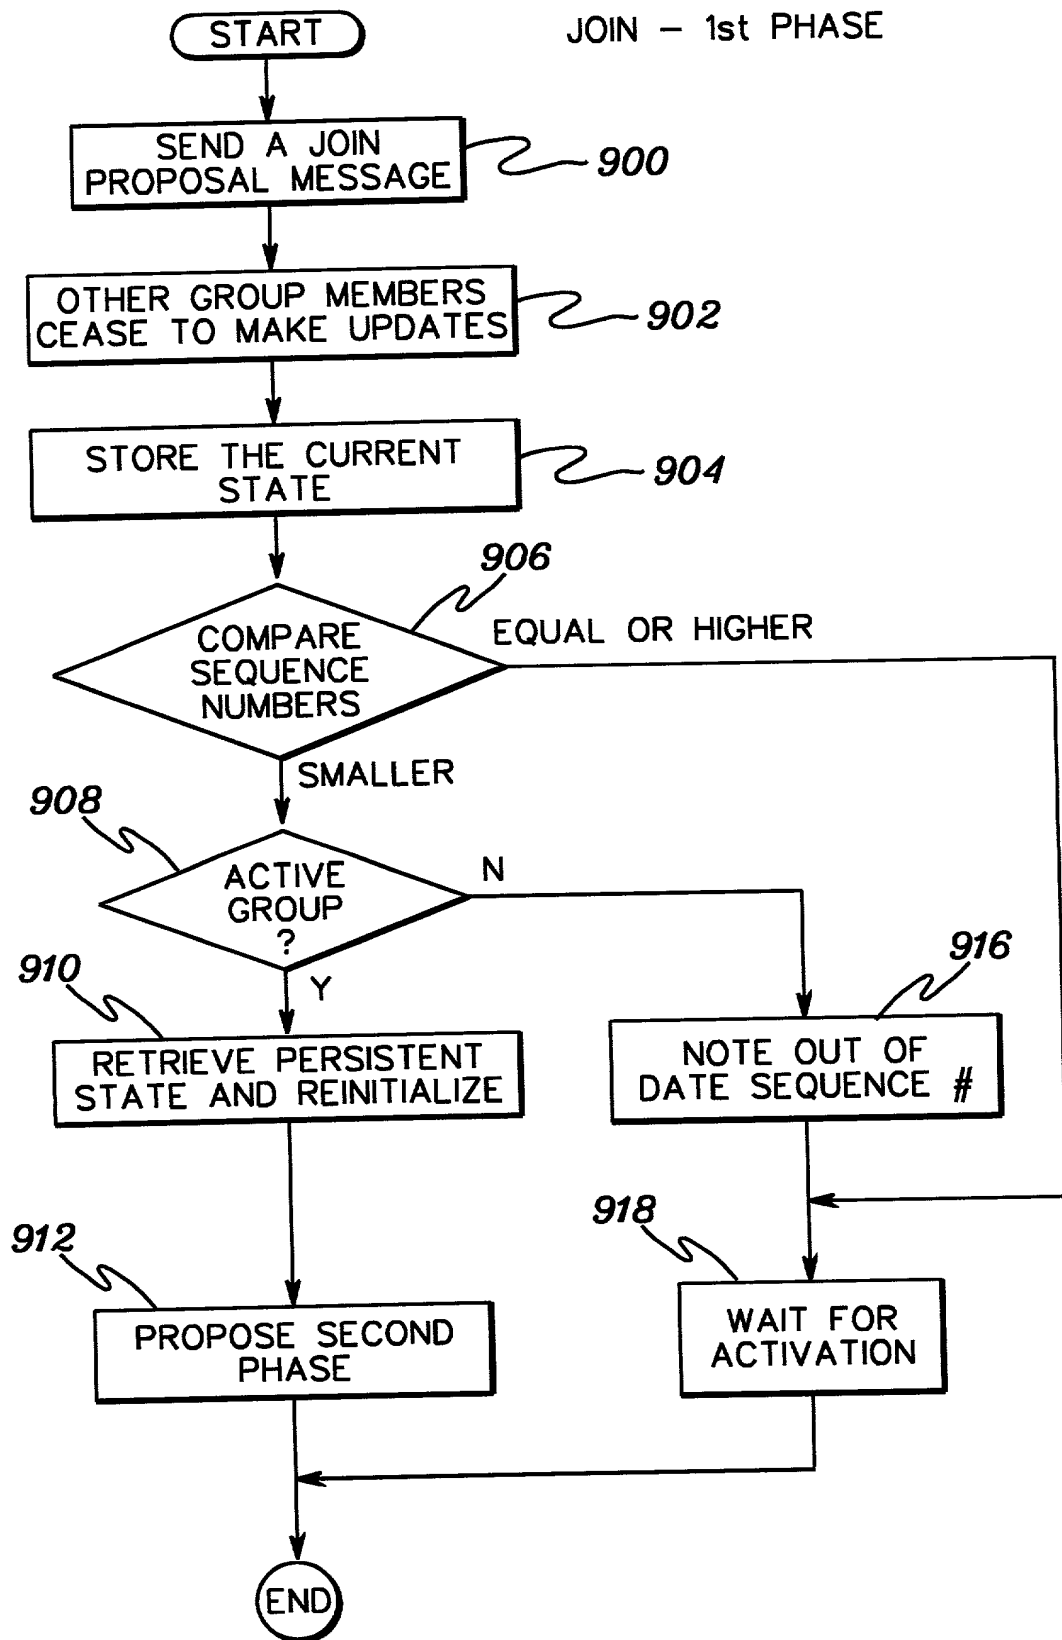 START
JOIN – 1st PHASE
SEND A JOIN
PROPOSAL MESSAGE
900
OTHER GROUP MEMBERS
CEASE TO MAKE UPDATES
902
STORE THE CURRENT
STATE
904
906
COMPARE
SEQUENCE
NUMBERS
EQUAL OR HIGHER
SMALLER
908
ACTIVE
GROUP
?
N
Y
910
RETRIEVE PERSISTENT
STATE AND REINITIALIZE
916
NOTE OUT OF
DATE SEQUENCE #
912
PROPOSE SECOND
PHASE
918
WAIT FOR
ACTIVATION
END